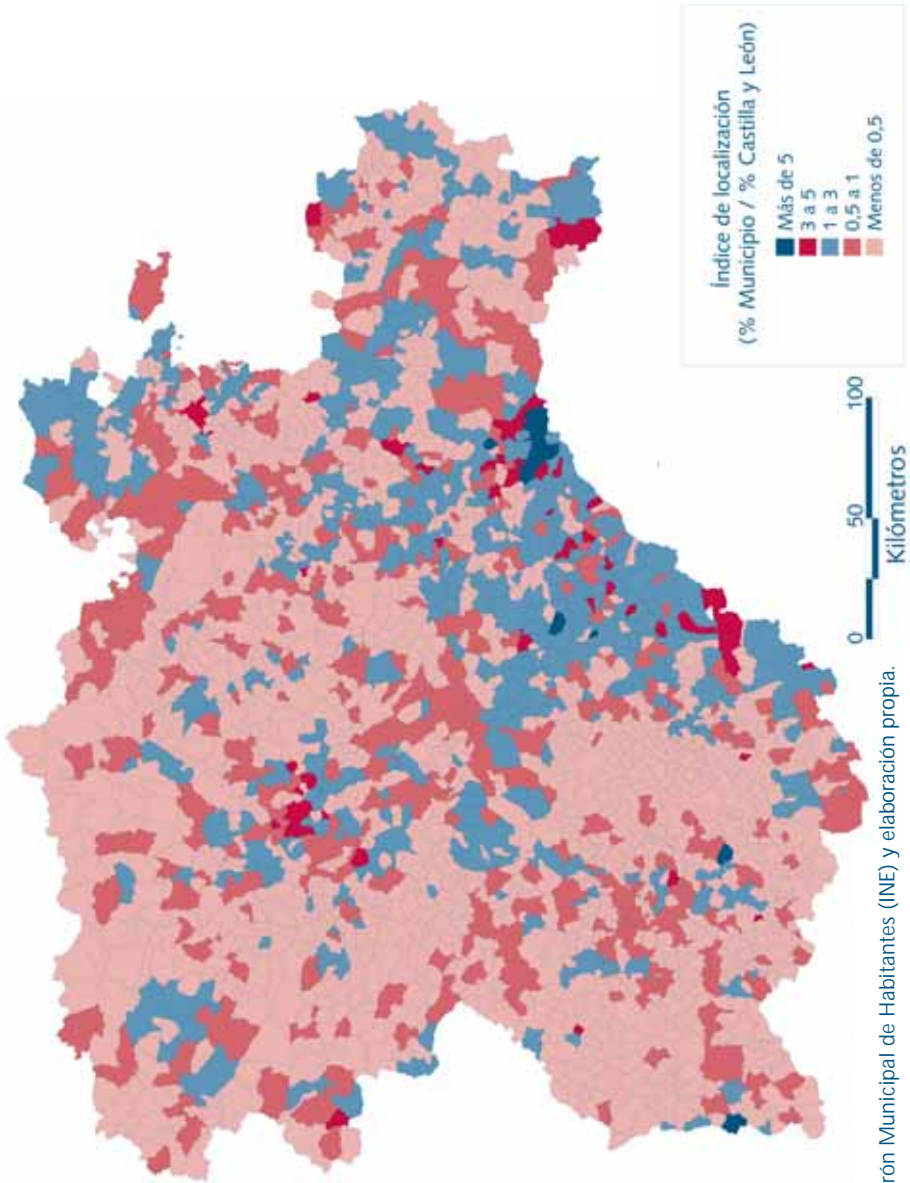 Índice de localización
(% Municipio / % Castilla y León)
Más de 5
3 a 5
1 a 3
0,5 a 1
Menos de 0,5
0 50 100
Kilómetros
rón Municipal de Habitantes (INE) y elaboración propia.